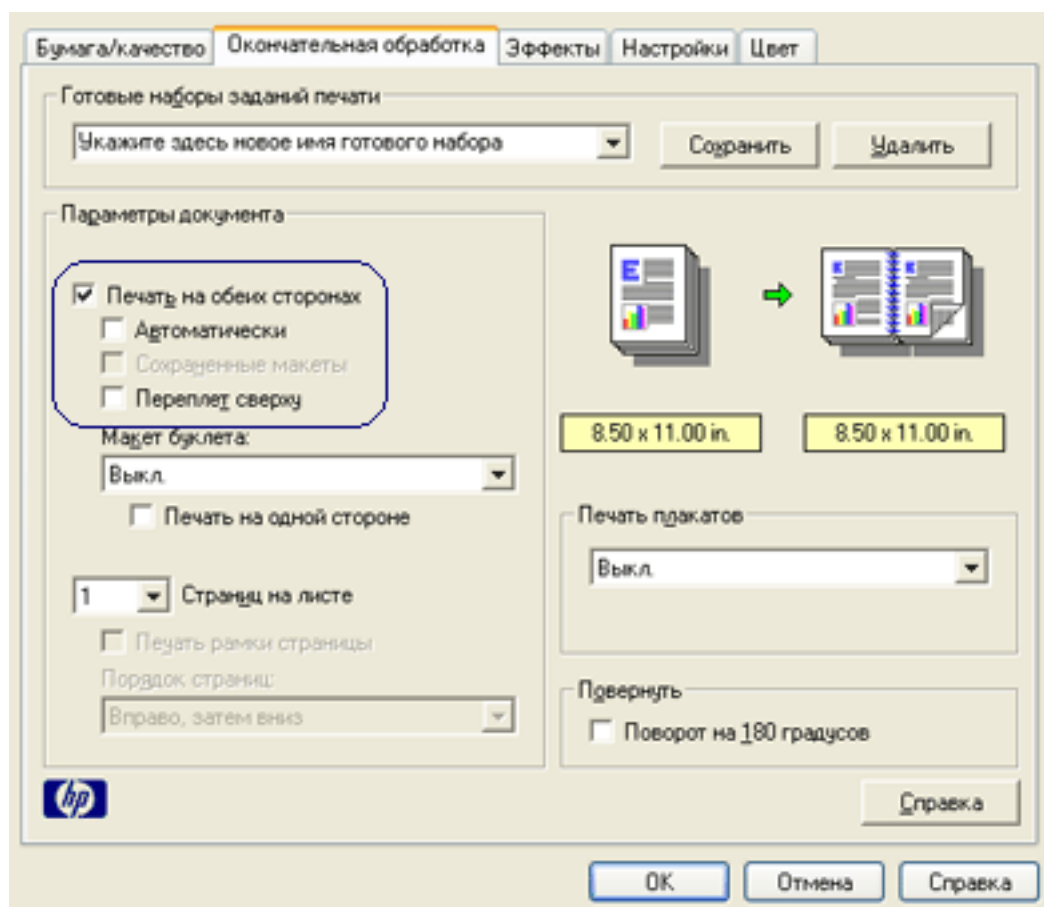 Бумага/качество Окончательная обработка Эффекты Настройки Цвет
Готовые наборы заданий печати
Укажите здесь новое имя готового набора Сохранить Удалить
Параметры документа
Печать на обеих сторонах
Автоматически
Сохраненные макеты
Переплет сверху
Макет буклета:
Выкл.
Печать на одной стороне
1 Страниц на листе
Печать рамки страницы
Порядок страниц:
Вправо, затем вниз
E
8.50 x 11.00 in. 8.50 x 11.00 in.
Печать плакатов
Выкл.
Повернуть
Поворот на 180 градусов
hp
Справка
OK Отмена Справка